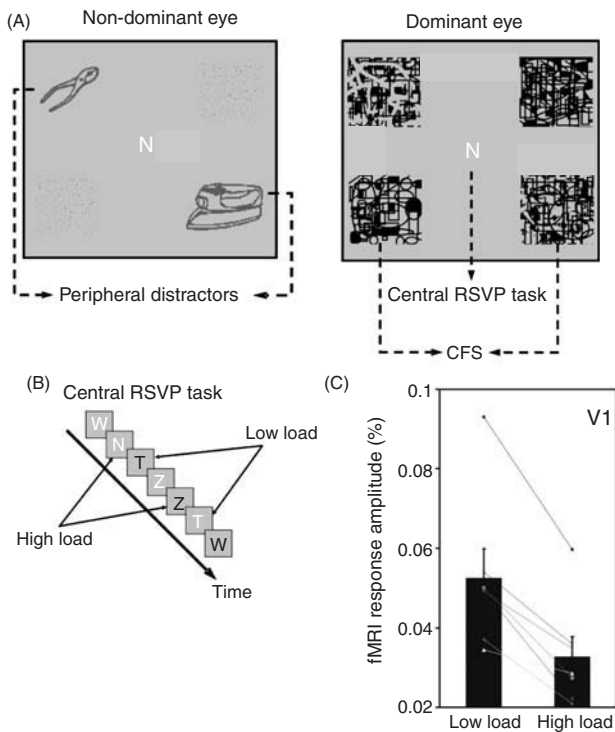 (A) Non-dominant eye Dominant eye
N N
Peripheral distractors Central RSVP task
CFS
(B) (C)
Central RSVP task
W
N
T
Z
Z
T
W
Low load
High load
Time
V1
fMRI response amplitude (%)
0.1
0.08
0.06
0.04
0.02
Low load High load